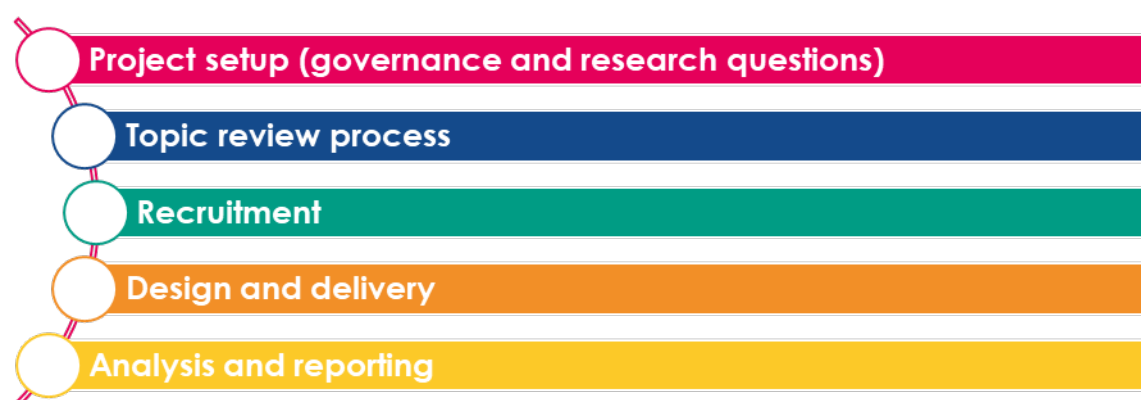 Project setup (governance and research questions)
Topic review process
Recruitment
Design and delivery
Analysis and reporting